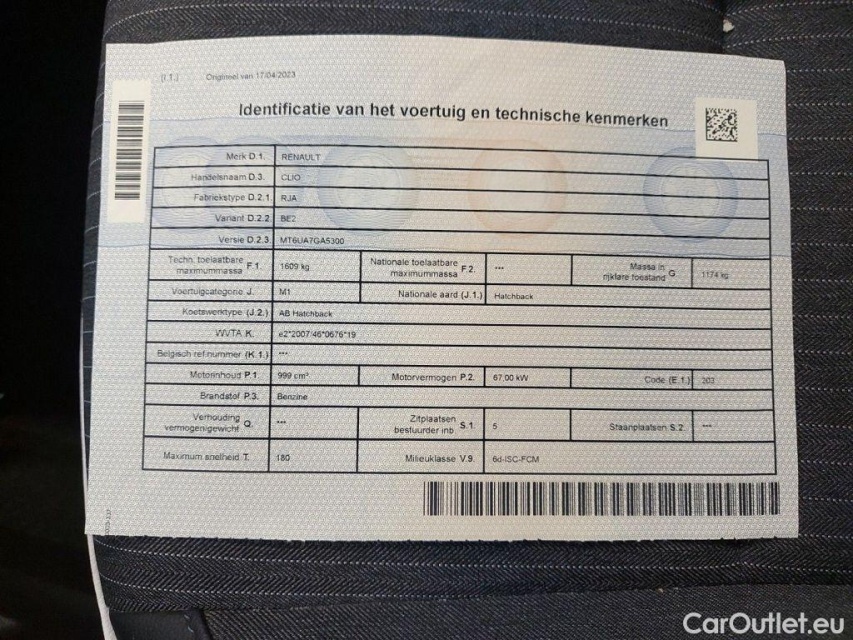 (I.1.) Origineel van 17/04/2023
Identificatie van het voertuig en technische kenmerken
Merk D.1. RENAULT
Handelsnaam D.3. CLIO
Fabriekstype D.2.1 RJA
Variant D.2.2 BE2
Versie D.2.3 MT6UA7GA5300
Techn. toelaatbare maximummassa F.1. 1609 kg Nationale toelaatbare maximummassa F.2. --- Massa in rijklare toestand G 1174 kg
Voertuigcategorie J. M1 Nationale aard (J.1.) Hatchback
Koetswerktype (J.2.) AB Hatchback
WVTA K. e2*2007/46*0676*19
Belgisch ref.nummer (K.1.) ---
Motorinhoud P.1 999 cm³ Motorvermogen P.2. 67,00 kW Code (E.1.) 203
Brandstof P.3. Benzine
Verhouding vermogen/gewicht Q. --- Zitplaatsen bestuurder inb. S.1. 5 Staanplaatsen S.2. ---
Maximum snelheid T. 180 Milieuklasse V.9. 6d-ISC-FCM
CarOutlet.eu